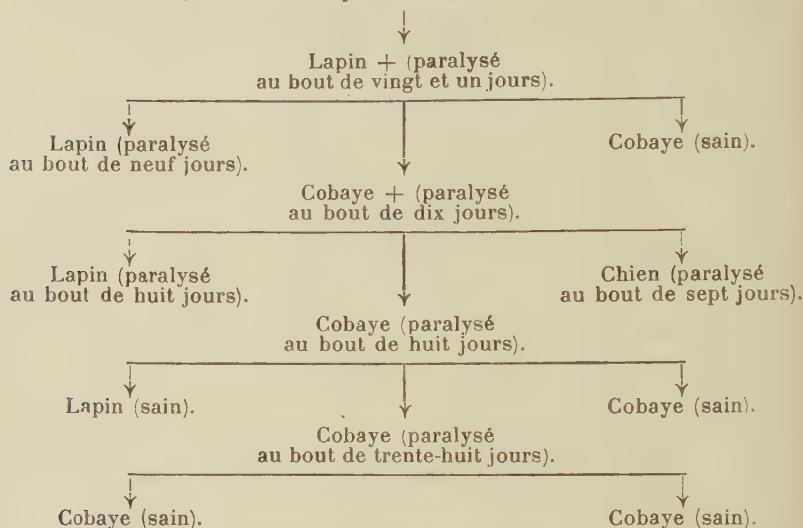 Lapin + (paralysé
au bout de vingt et un jours).
Lapin (paralysé
au bout de neuf jours).
Cobaye (sain).
Cobaye + (paralysé
au bout de dix jours).
Lapin (paralysé
au bout de huit jours).
Chien (paralysé
au bout de sept jours).
Cobaye (paralysé
au bout de huit jours).
Lapin (sain).
Cobaye (sain).
Cobaye (paralysé
au bout de trente-huit jours).
Cobaye (sain).
Cobaye (sain).